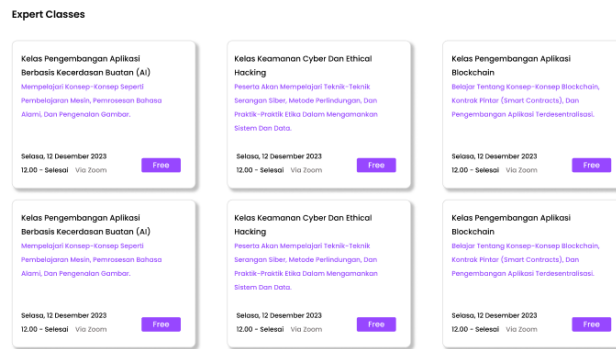 Expert Classes
Kelas Pengembangan Aplikasi
Berbasis Kecerdasan Buatan (AI)
Mempelajari Konsep-Konsep Seperti
Pembelajaran Mesin, Pemrosesan Bahasa
Alami, Dan Pengenalan Gambar.
Selasa, 12 Desember 2023
12.00 - Selesai Via Zoom
Free
Kelas Keamanan Cyber Dan Ethical
Hacking
Peserta Akan Mempelajari Teknik-Teknik
Serangan Siber, Metode Perlindungan, Dan
Praktik-Praktik Etika Dalam Mengamankan
Sistem Dan Data.
Selasa, 12 Desember 2023
12.00 - Selesai Via Zoom
Free
Kelas Pengembangan Aplikasi
Blockchain
Belajar Tentang Konsep-Konsep Blockchain,
Kontrak Pintar (Smart Contracts), Dan
Pengembangan Aplikasi Terdesentralisasi.
Selasa, 12 Desember 2023
12.00 - Selesai Via Zoom
Free
Kelas Pengembangan Aplikasi
Berbasis Kecerdasan Buatan (AI)
Mempelajari Konsep-Konsep Seperti
Pembelajaran Mesin, Pemrosesan Bahasa
Alami, Dan Pengenalan Gambar.
Selasa, 12 Desember 2023
12.00 - Selesai Via Zoom
Free
Kelas Keamanan Cyber Dan Ethical
Hacking
Peserta Akan Mempelajari Teknik-Teknik
Serangan Siber, Metode Perlindungan, Dan
Praktik-Praktik Etika Dalam Mengamankan
Sistem Dan Data.
Selasa, 12 Desember 2023
12.00 - Selesai Via Zoom
Free
Kelas Pengembangan Aplikasi
Blockchain
Belajar Tentang Konsep-Konsep Blockchain,
Kontrak Pintar (Smart Contracts), Dan
Pengembangan Aplikasi Terdesentralisasi.
Selasa, 12 Desember 2023
12.00 - Selesai Via Zoom
Free